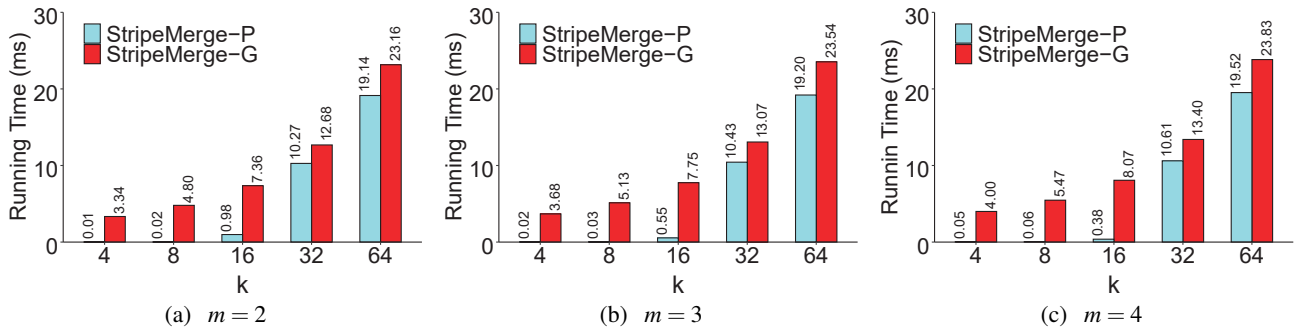 Running Time (ms)
30
20
10
0
StripeMerge-P
StripeMerge-G
0.01
3.34
0.02
4.80
0.98
7.36
10.27
12.68
19.14
23.16
4 8 16 32 64
k
(a) m = 2
Running Time (ms)
30
20
10
0
StripeMerge-P
StripeMerge-G
0.02
3.68
0.03
5.13
0.55
7.75
10.43
13.07
19.20
23.54
4 8 16 32 64
k
(b) m = 3
Runnin Time (ms)
30
20
10
0
StripeMerge-P
StripeMerge-G
0.05
4.00
0.06
5.47
0.38
8.07
10.61
13.40
19.52
23.83
4 8 16 32 64
k
(c) m = 4